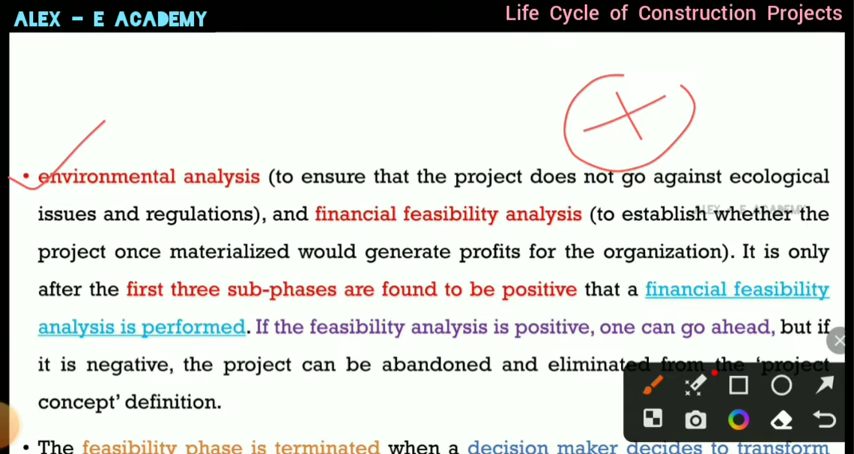 ALEX - E ACADEMY
Life Cycle of Construction Projects
• environmental analysis (to ensure that the project does not go against ecological
issues and regulations), and financial feasibility analysis (to establish whether the
ALEX - E ACADEMY
project once materialized would generate profits for the organization). It is only
after the first three sub-phases are found to be positive that a financial feasibility
analysis is performed. If the feasibility analysis is positive, one can go ahead, but if
it is negative, the project can be abandoned and eliminated from the ‘project
concept’ definition.
• The feasibility phase is terminated when a decision maker decides to transform